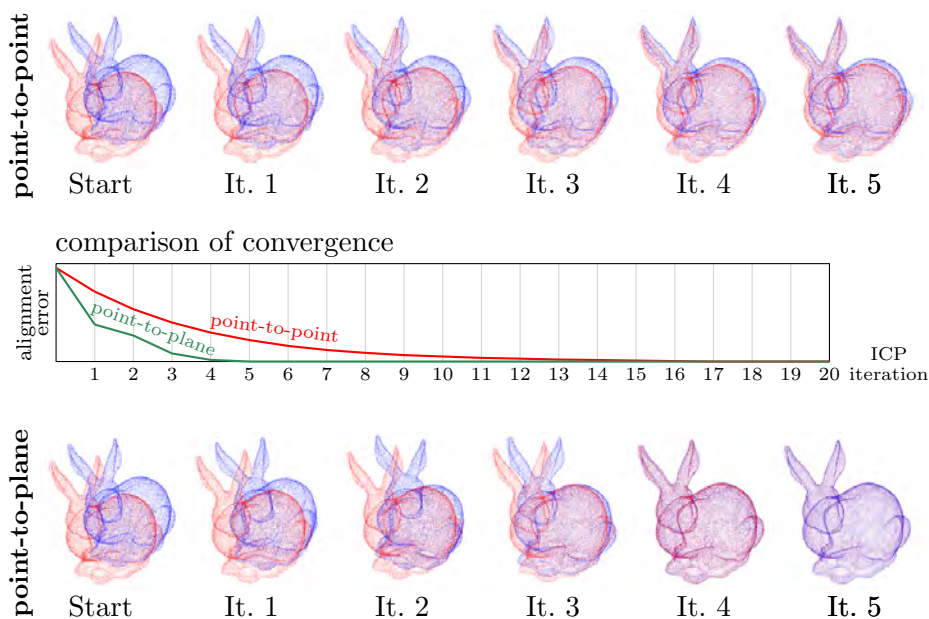 point-to-point
Start It. 1 It. 2 It. 3 It. 4 It. 5
comparison of convergence
alignment
error
point-to-plane
point-to-point
1 2 3 4 5 6 7 8 9 10 11 12 13 14 15 16 17 18 19 20
ICP
iteration
point-to-plane
Start It. 1 It. 2 It. 3 It. 4 It. 5